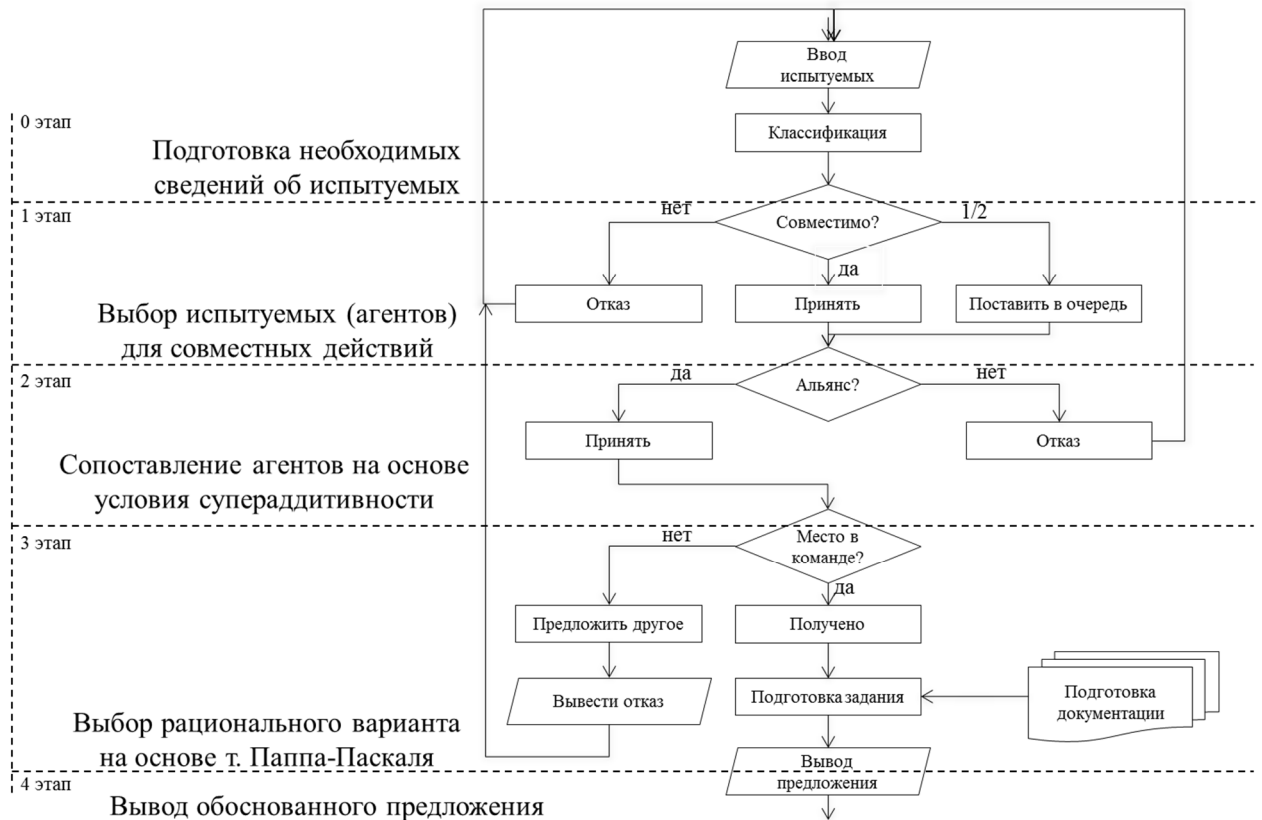 Ввод
испытуемых
0 этап
Классификация
Подготовка необходимых
сведений об испытуемых
1 этап
нет
1/2
Совместимо?
да
Отказ
Принять
Поставить в очередь
Выбор испытуемых (агентов)
для совместных действий
2 этап
да
Альянс?
нет
Принять
Отказ
Сопоставление агентов на основе
условия супераддитивности
3 этап
нет
Место в
команде?
да
Предложить другое
Получено
Вывести отказ
Подготовка задания
Подготовка
документации
Выбор рационального варианта
на основе т. Паппа-Паскаля
Вывод
предложения
4 этап
Вывод обоснованного предложения